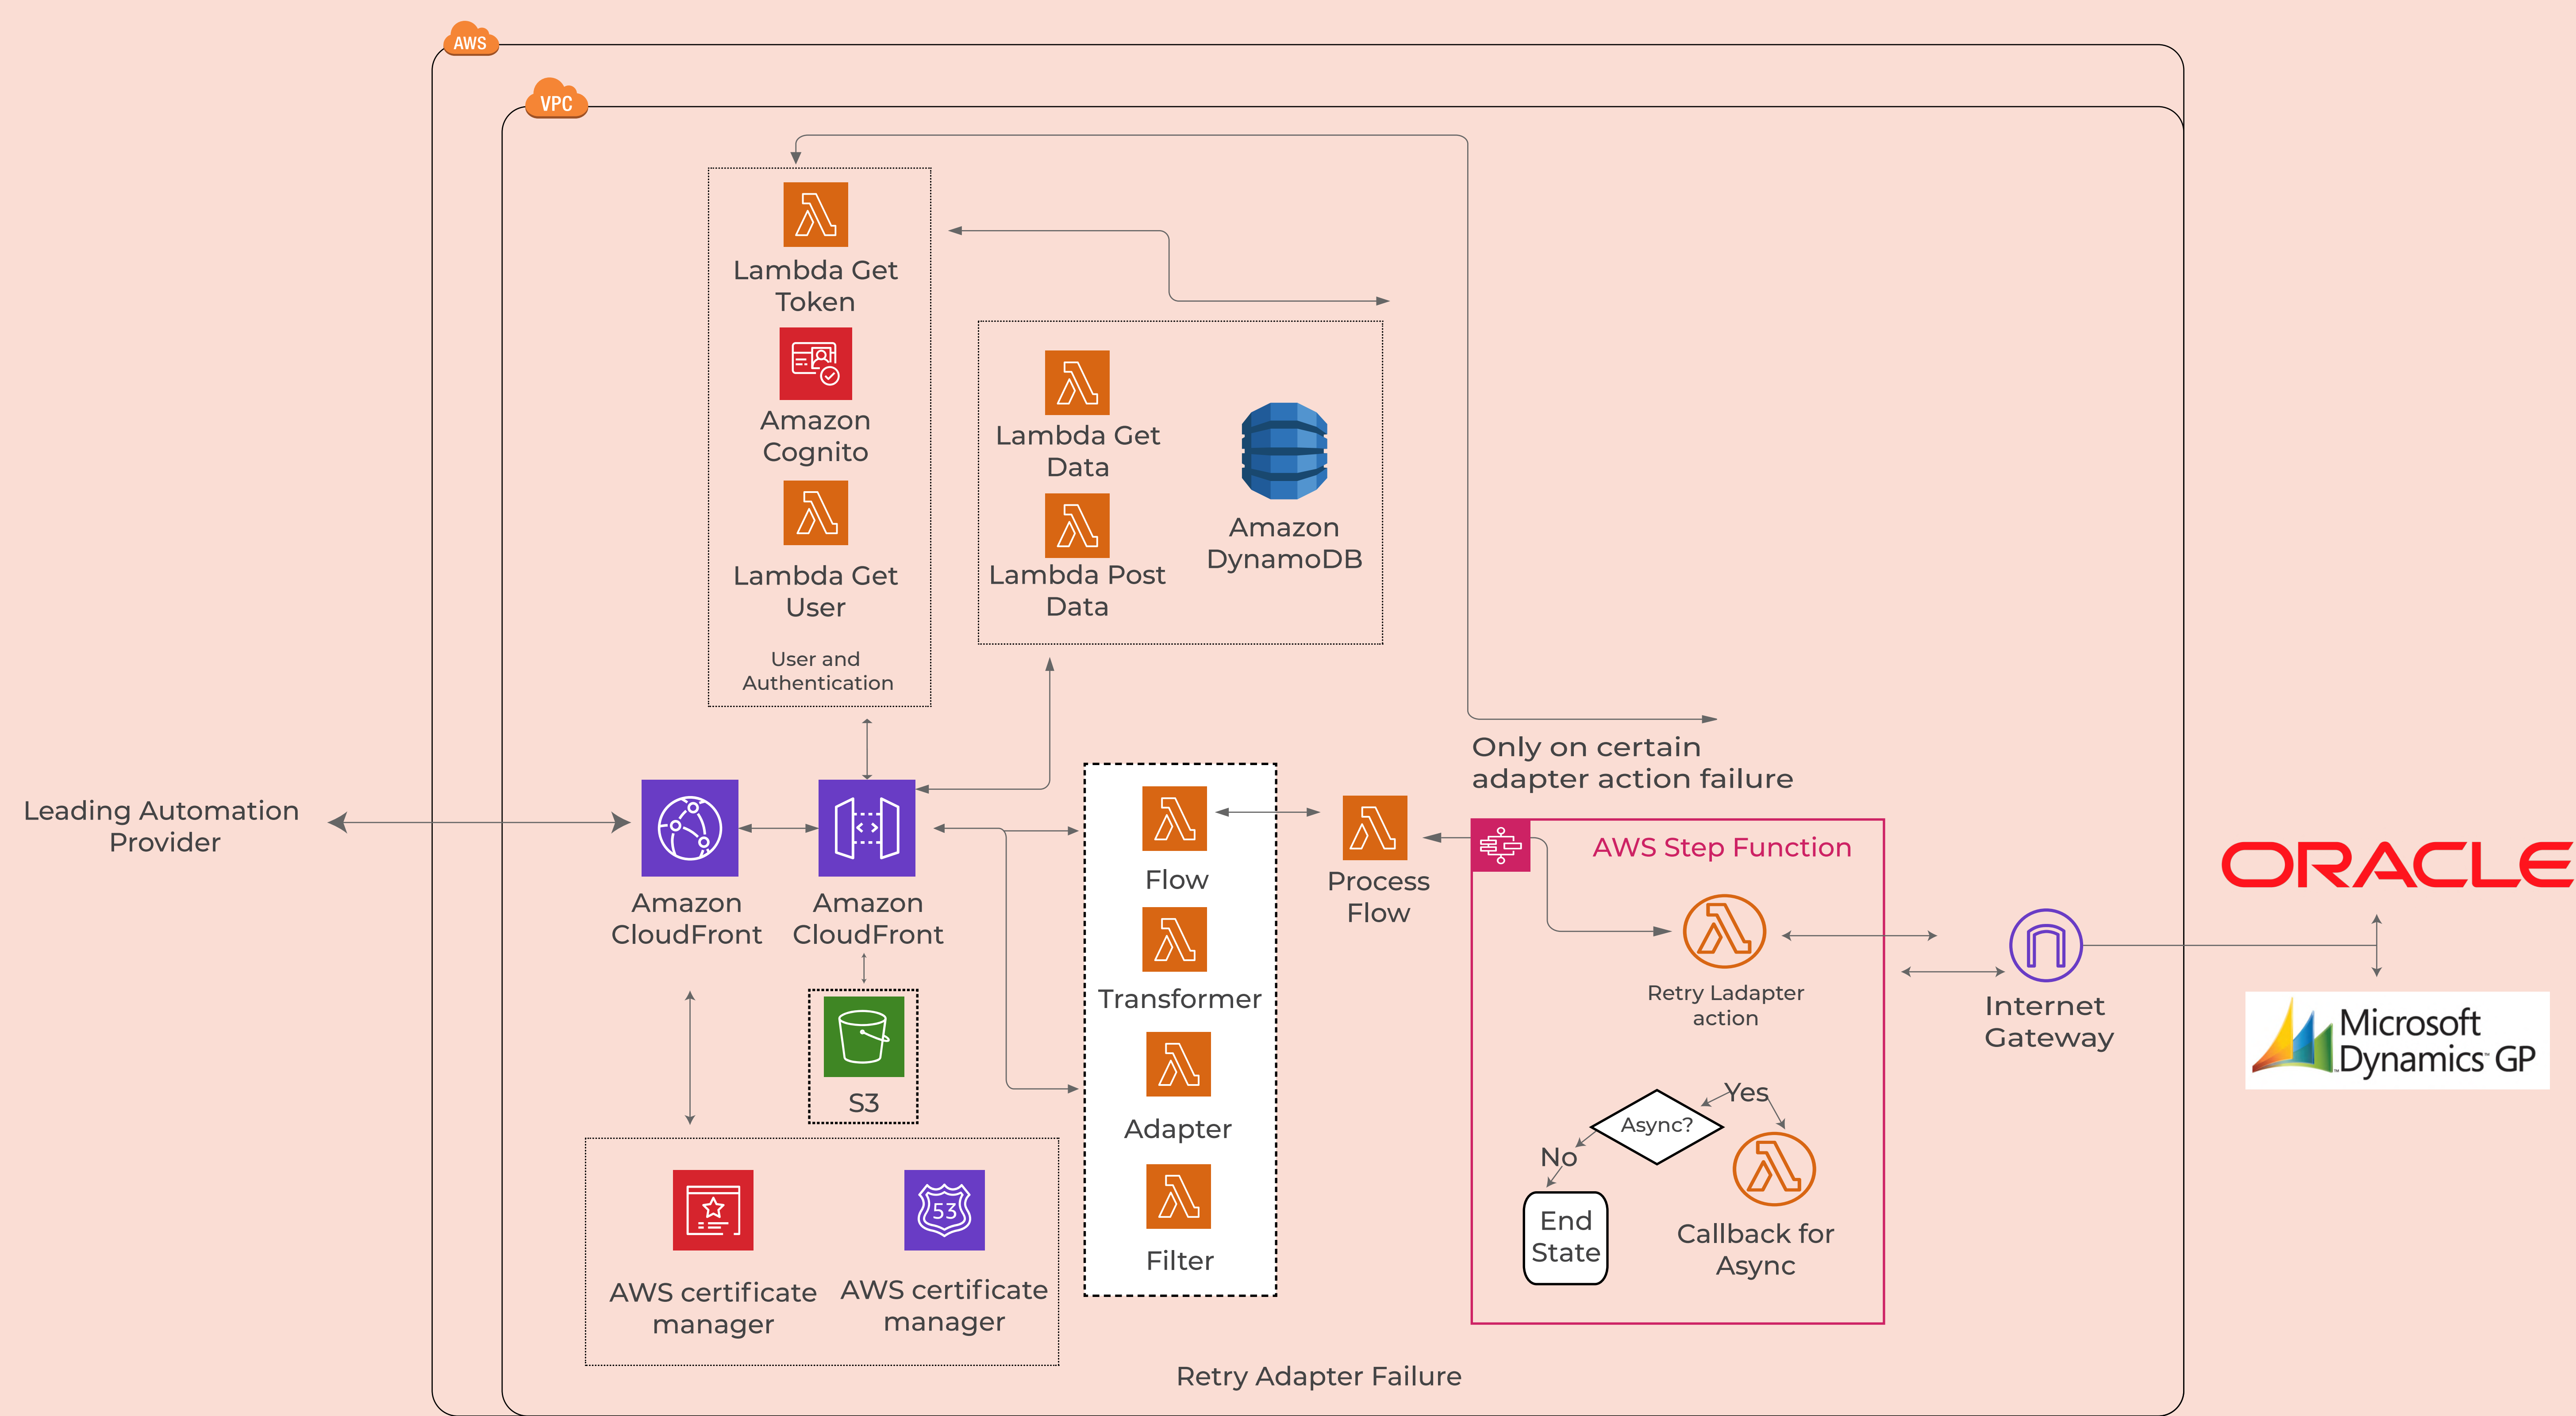 AWS
VPC
Lambda Get
Token
Amazon
Cognito
Lambda Get
User
User and
Authentication
Lambda Get
Data
Lambda Post
Data
Amazon
DynamoDB
Only on certain
adapter action failure
Leading Automation
Provider
Amazon
CloudFront
Amazon
CloudFront
S3
53
AWS certificate
manager
AWS certificate
manager
Flow
Transformer
Adapter
Filter
Process
Flow
AWS Step Function
Retry Ladapter
action
Async?
Yes
No
End
State
Callback for
Async
Internet
Gateway
ORACLE
Microsoft
Dynamics GP
Retry Adapter Failure